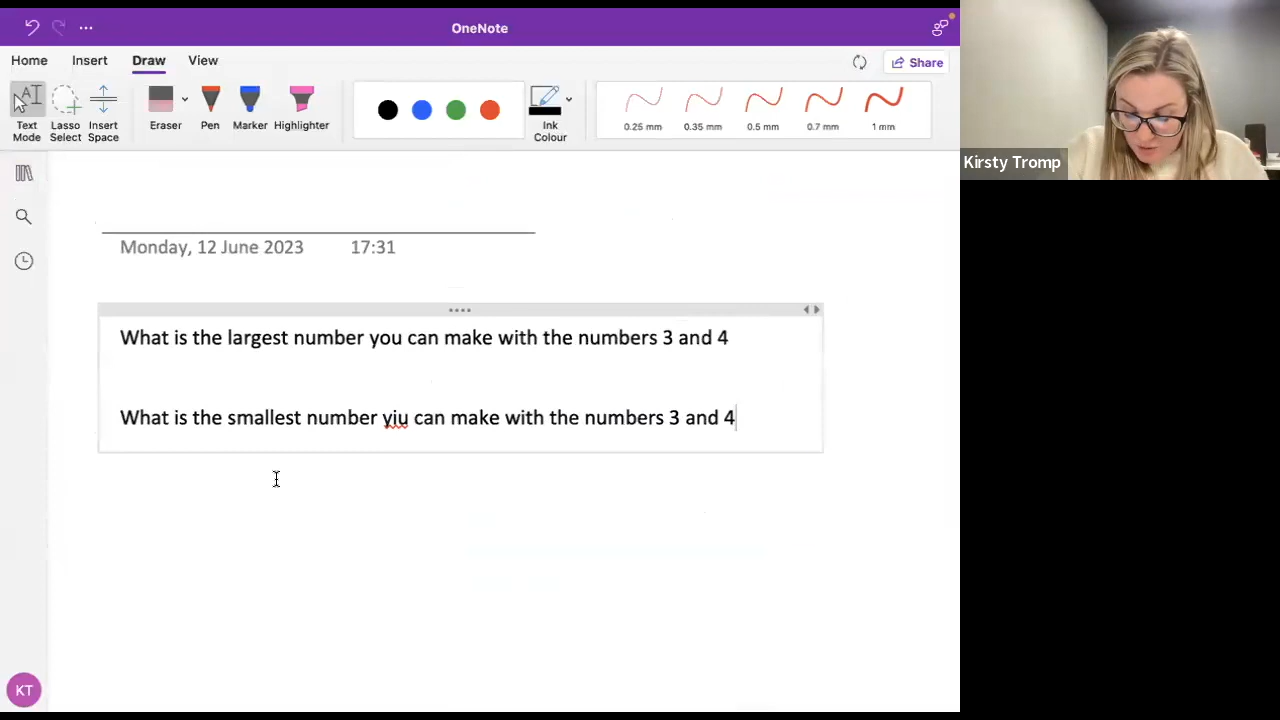 OneNote
Home Insert Draw View
Share
Text Mode
Lasso Select
Insert Space
Eraser
Pen
Marker
Highlighter
Ink Colour
0.25 mm
0.35 mm
0.5 mm
0.7 mm
1 mm
Kirsty Tromp
Monday, 12 June 2023 17:31
What is the largest number you can make with the numbers 3 and 4
What is the smallest number yiu can make with the numbers 3 and 4
KT